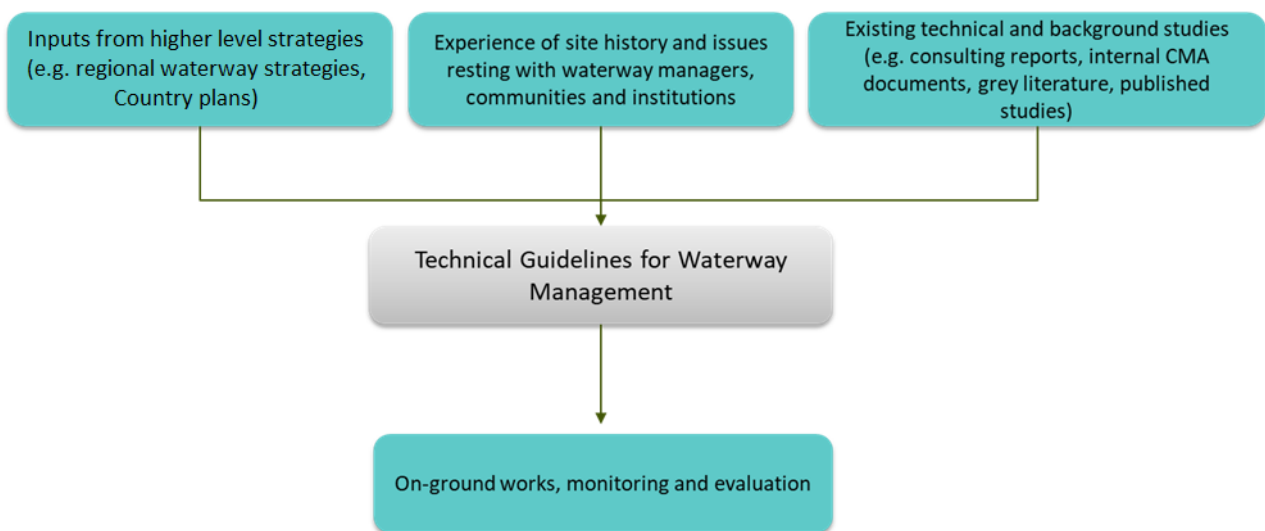 Inputs from higher level strategies
(e.g. regional waterway strategies,
Country plans)
Experience of site history and issues
resting with waterway managers,
communities and institutions
Existing technical and background studies
(e.g. consulting reports, internal CMA
documents, grey literature, published
studies)
Technical Guidelines for Waterway
Management
On-ground works, monitoring and evaluation